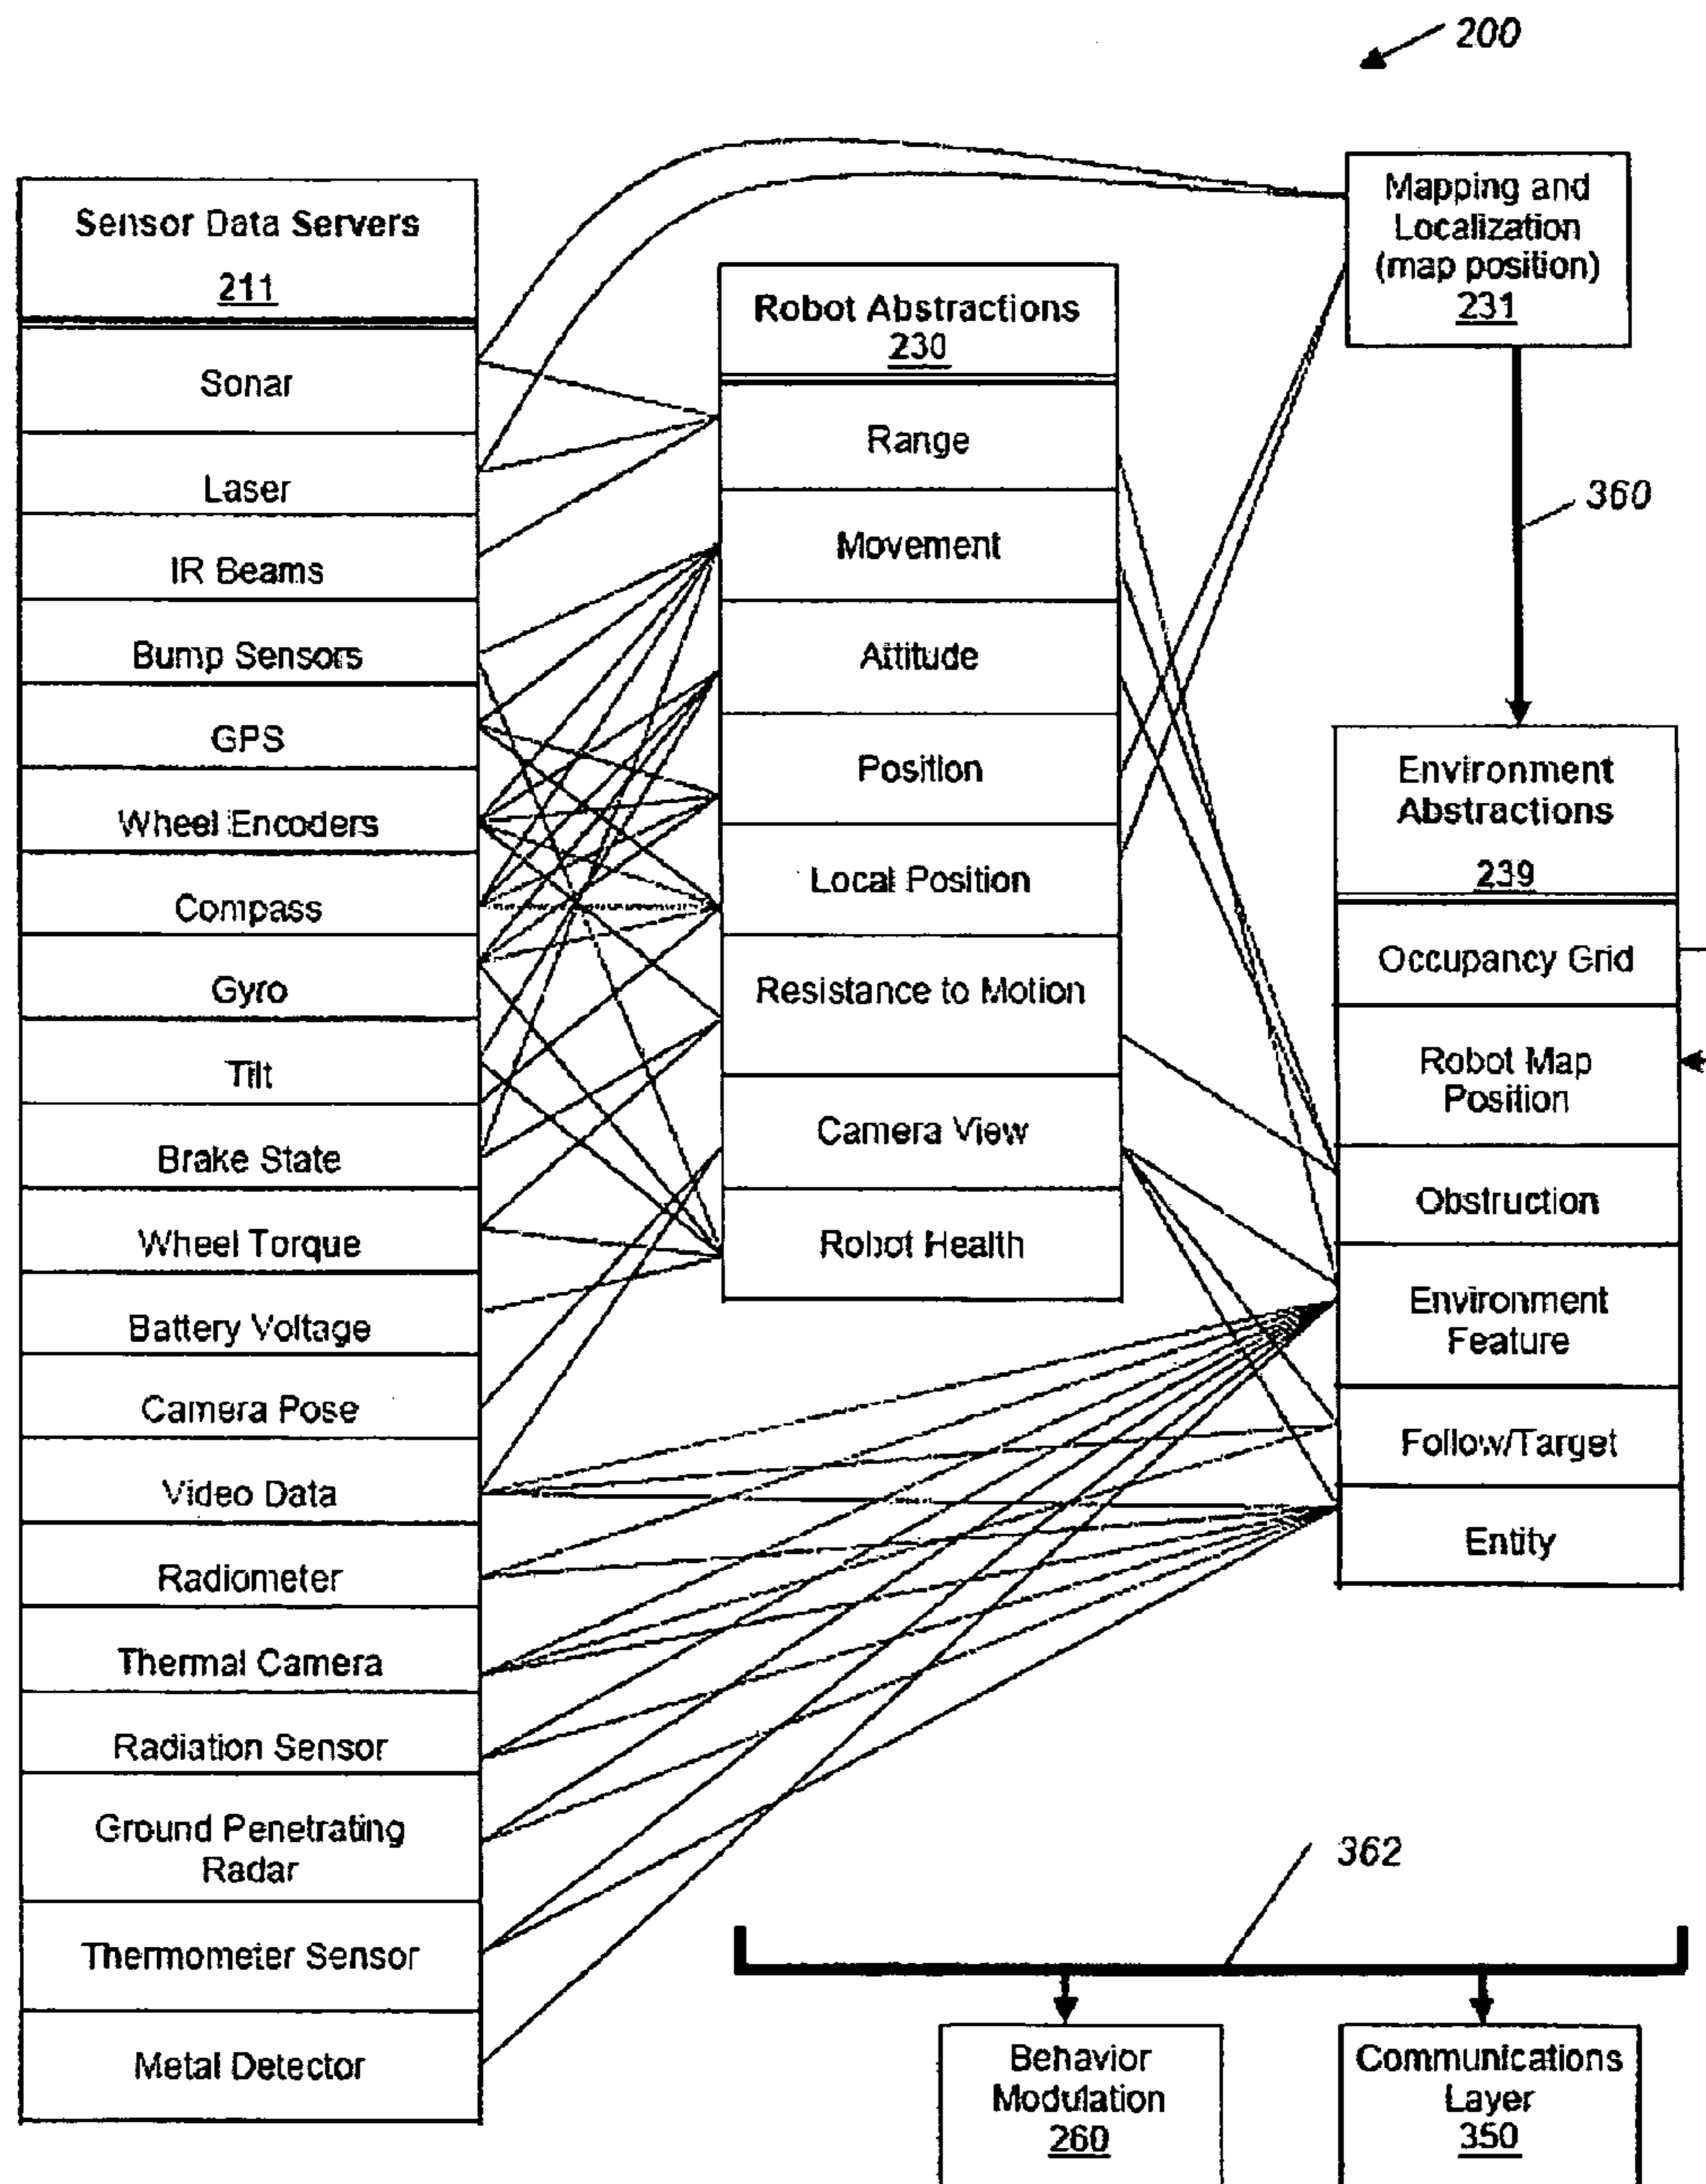 200
Sensor Data Servers
211
Sonar
Laser
IR Beams
Bump Sensors
GPS
Wheel Encoders
Compass
Gyro
Tilt
Brake State
Wheel Torque
Battery Voltage
Camera Pose
Video Data
Radiometer
Thermal Camera
Radiation Sensor
Ground Penetrating
Radar
Thermometer Sensor
Metal Detector
Robot Abstractions
230
Range
Movement
Attitude
Position
Local Position
Resistance to Motion
Camera View
Robot Health
Mapping and
Localization
(map position)
231
360
Environment
Abstractions
239
Occupancy Grid
Robot Map
Position
Obstruction
Environment
Feature
Follow/Target
Entity
362
Behavior
Modulation
260
Communications
Layer
350